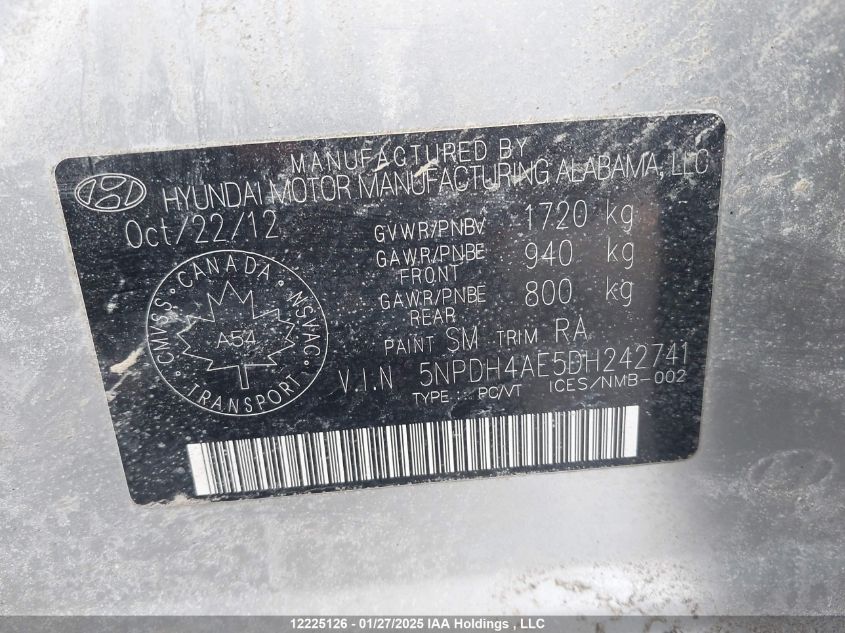 MANUFACTURED BY
HYUNDAI MOTOR MANUFACTURING ALABAMA, LLC
Oct/22/12
GVWR/PNBV 1720 kg
GAWR/PNBE FRONT 940 kg
GAWR/PNBE REAR 800 kg
PAINT SM TRIM RA
V.I.N 5NPDH4AE5DH242741
TYPE : PC/VT ICES/NMB-002
CMVSS CANADA NSVAC
A54
TRANSPORT
12225126 - 01/27/2025 IAA Holdings , LLC